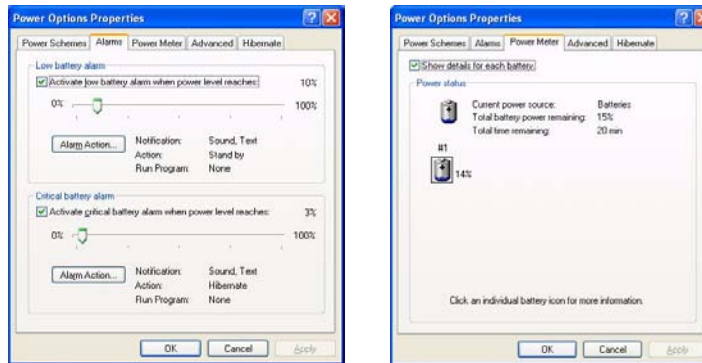 Power Options Properties
Power Schemes Alarms Power Meter Advanced Hibernate
Low battery alarm
Activate low battery alarm when power level reaches: 10%
0% 100%
Alarm Action...
Notification: Sound, Text
Action: Stand by
Run Program: None
Critical battery alarm
Activate critical battery alarm when power level reaches: 3%
0% 100%
Alarm Action...
Notification: Sound, Text
Action: Hibernate
Run Program: None
OK Cancel Apply
Power Options Properties
Power Schemes Alarms Power Meter Advanced Hibernate
Show details for each battery.
Power status
Current power source: Batteries
Total battery power remaining: 15%
Total time remaining: 20 min
#1
14%
Click an individual battery icon for more information.
OK Cancel Apply